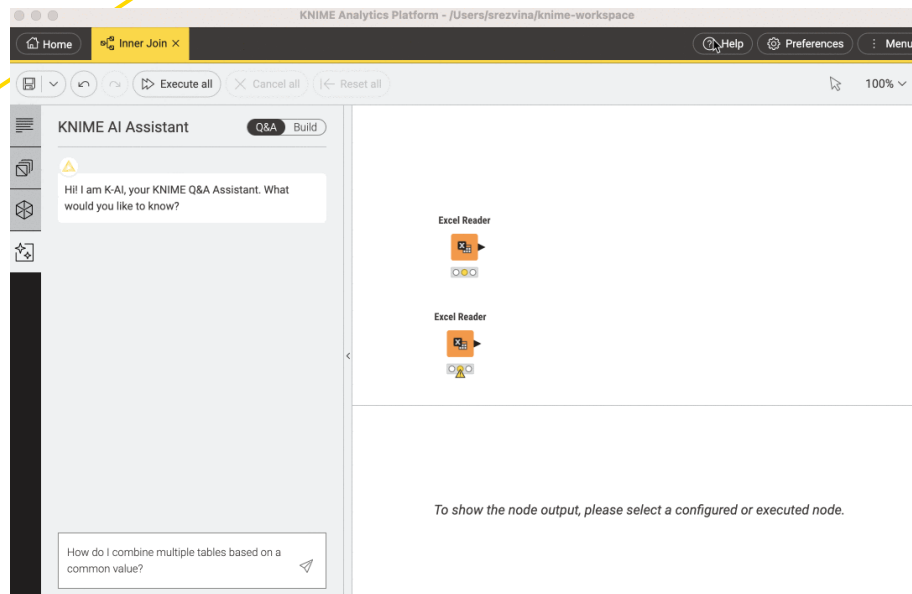 KNIME Analytics Platform - /Users/srezvina/knime-workspace
Home
Inner Join
Help
Preferences
Menu
Execute all
Cancel all
Reset all
100%
KNIME AI Assistant
Q&A
Build
Hi! I am K-AI, your KNIME Q&A Assistant. What
would you like to know?
Excel Reader
Excel Reader
To show the node output, please select a configured or executed node.
How do I combine multiple tables based on a
common value?